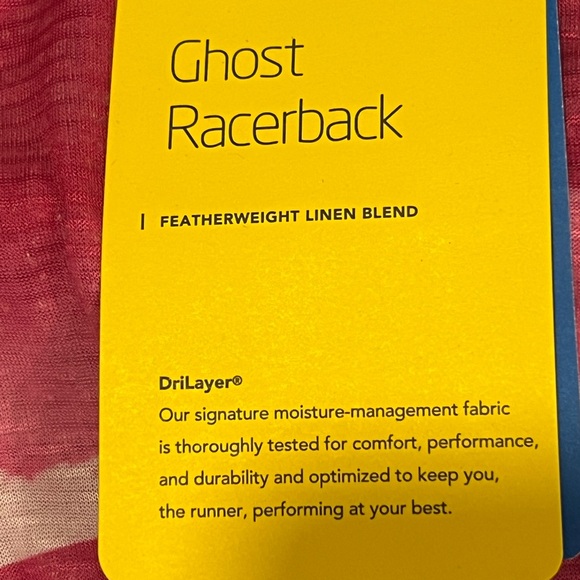 Ghost
Racerback
| FEATHERWEIGHT LINEN BLEND
DriLayer®
Our signature moisture-management fabric
is thoroughly tested for comfort, performance,
and durability and optimized to keep you,
the runner, performing at your best.